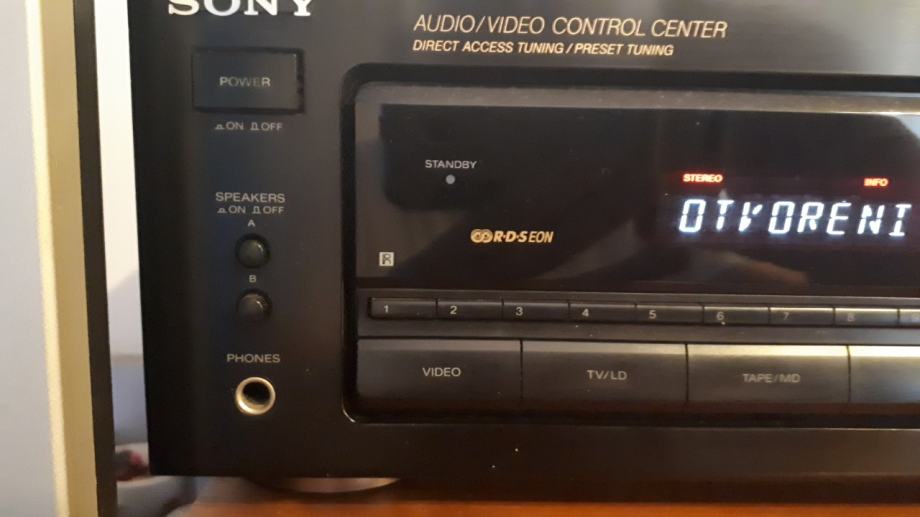 SONY
AUDIO/VIDEO CONTROL CENTER
DIRECT ACCESS TUNING / PRESET TUNING
POWER
ON OFF
STANDBY
STEREO INFO
SPEAKERS
ON OFF
A
OTVORENI
R·D·S EON
R
B
1 2 3 4 5 6 7 8
PHONES
VIDEO TV/LD TAPE/MD